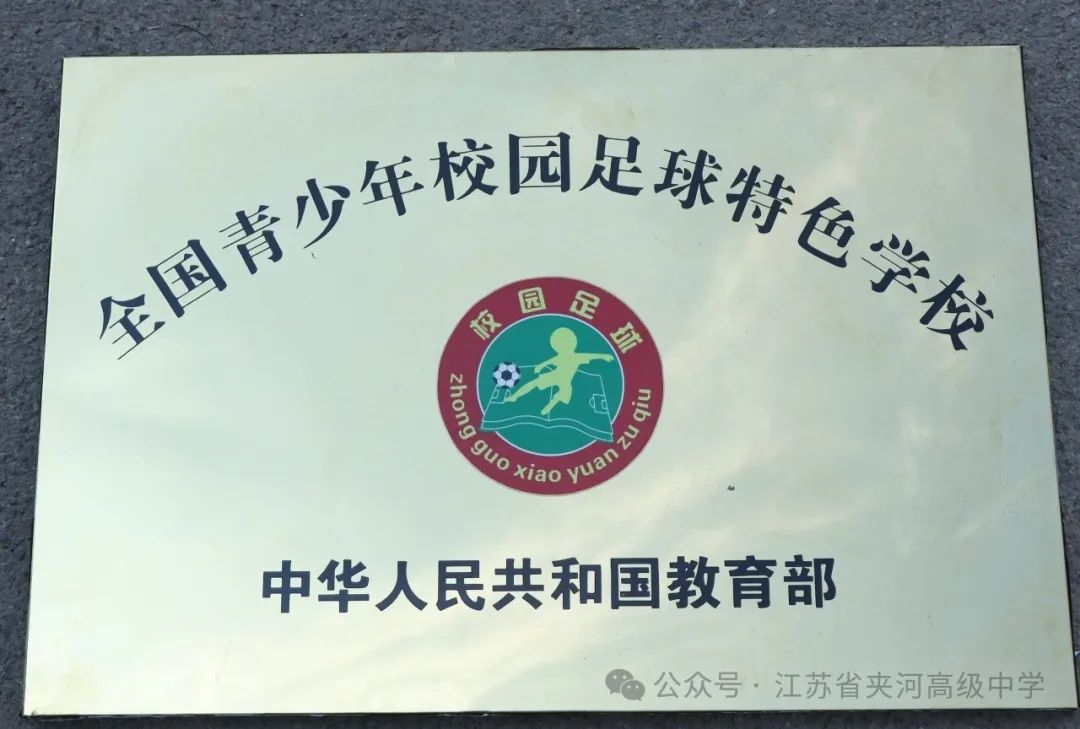 全国青少年校园足球特色学校
校园足球
zhong guo xiao yuan zu qiu
中华人民共和国教育部
公众号·江苏省夹河高级中学